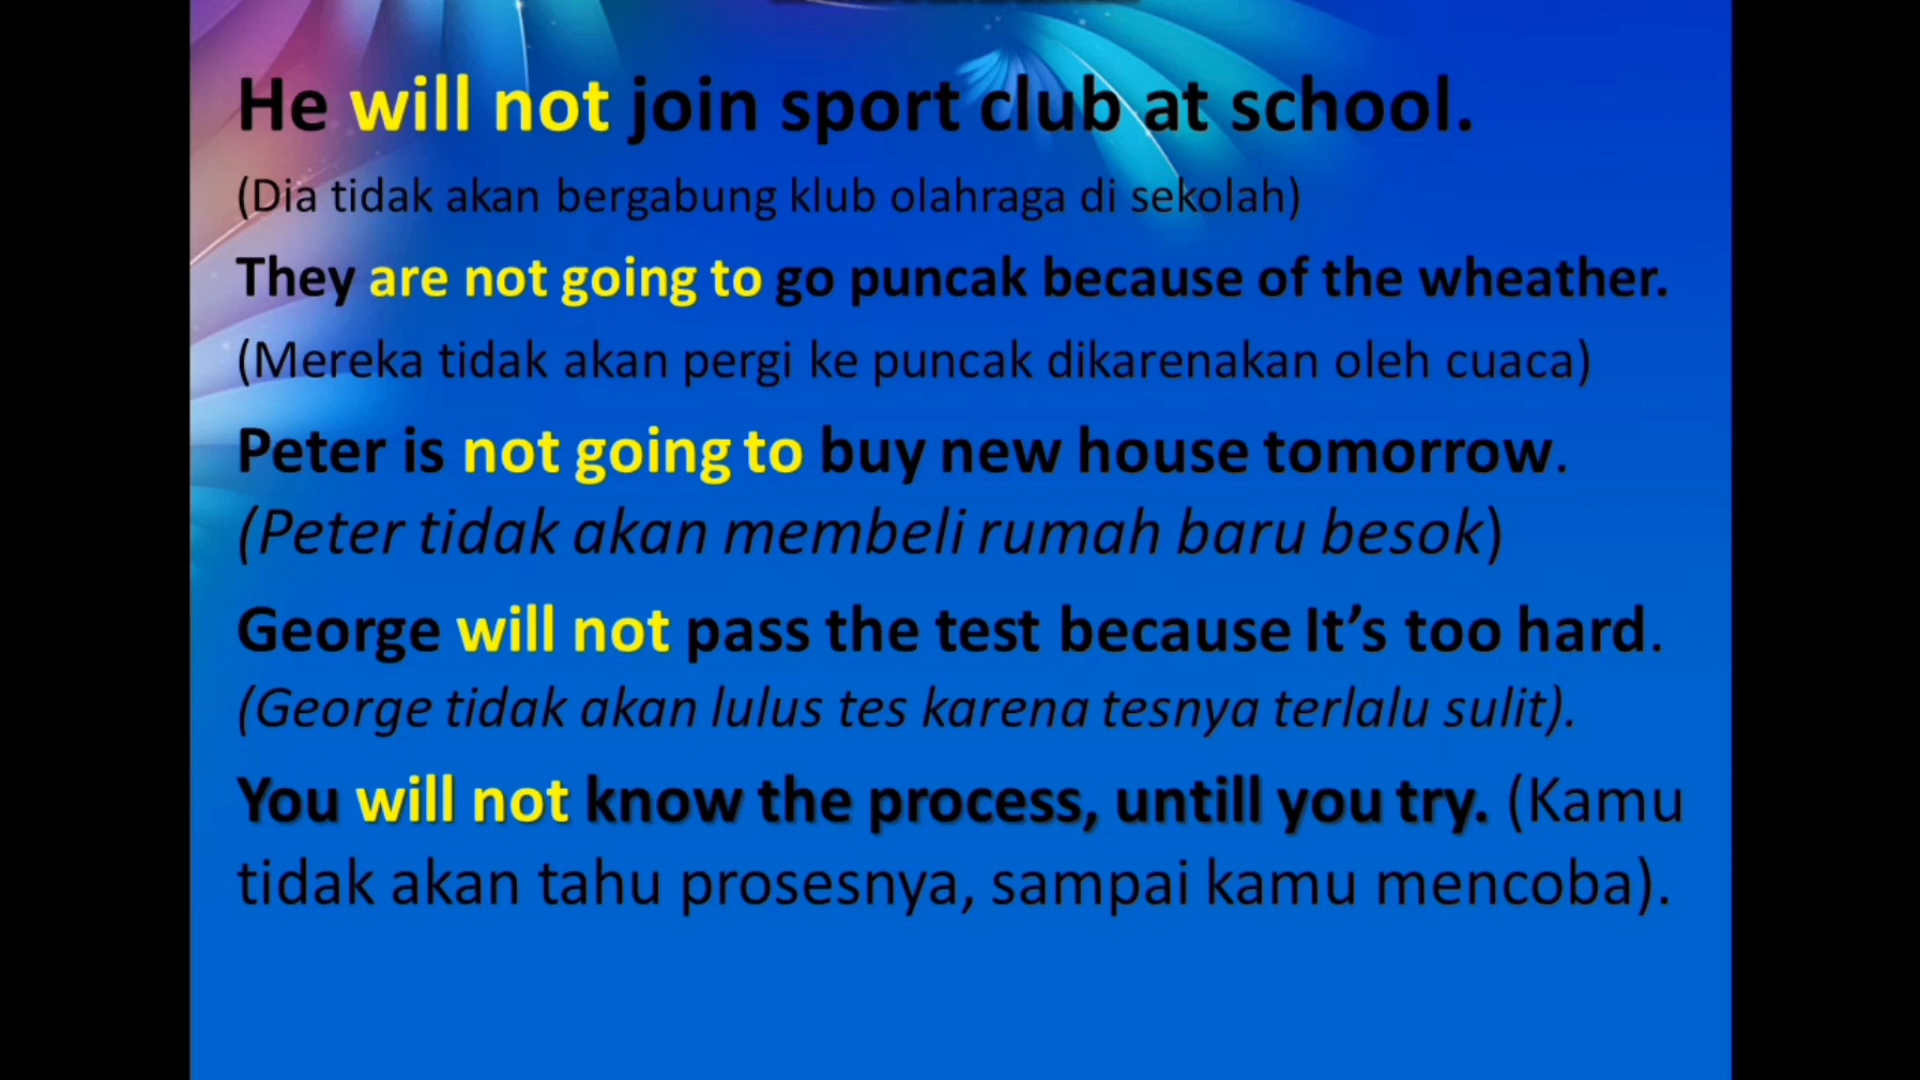 He will not join sport club at school.
(Dia tidak akan bergabung klub olahraga di sekolah)
They are not going to go puncak because of the wheather.
(Mereka tidak akan pergi ke puncak dikarenakan oleh cuaca)
Peter is not going to buy new house tomorrow.
(Peter tidak akan membeli rumah baru besok)
George will not pass the test because It’s too hard.
(George tidak akan lulus tes karena tesnya terlalu sulit).
You will not know the process, untill you try. (Kamu
tidak akan tahu prosesnya, sampai kamu mencoba).